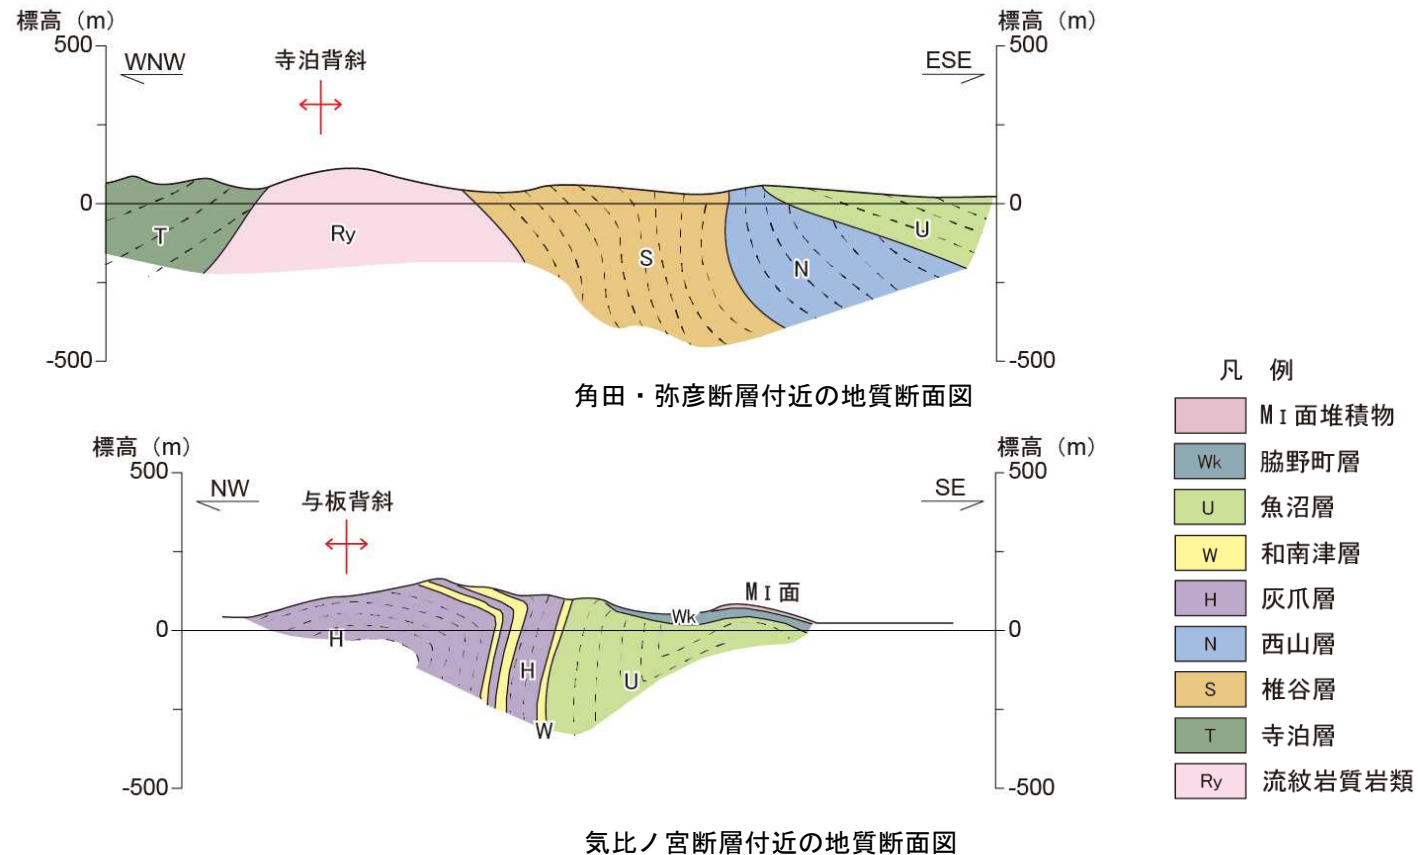 標高（m） 標高（m）
500 500
WNW 寺泊背斜 ESE
0 0
T Ry S N U
-500 -500
角田・弥彦断層付近の地質断面図
標高（m） 標高（m）
500 500
NW 与板背斜 SE
MⅠ面
Wk
0 0
H H U
W
-500 -500
気比ノ宮断層付近の地質断面図
凡 例
MⅠ面堆積物
Wk 脇野町層
U 魚沼層
W 和南津層
H 灰爪層
N 西山層
S 椎谷層
T 寺泊層
Ry 流紋岩質岩類